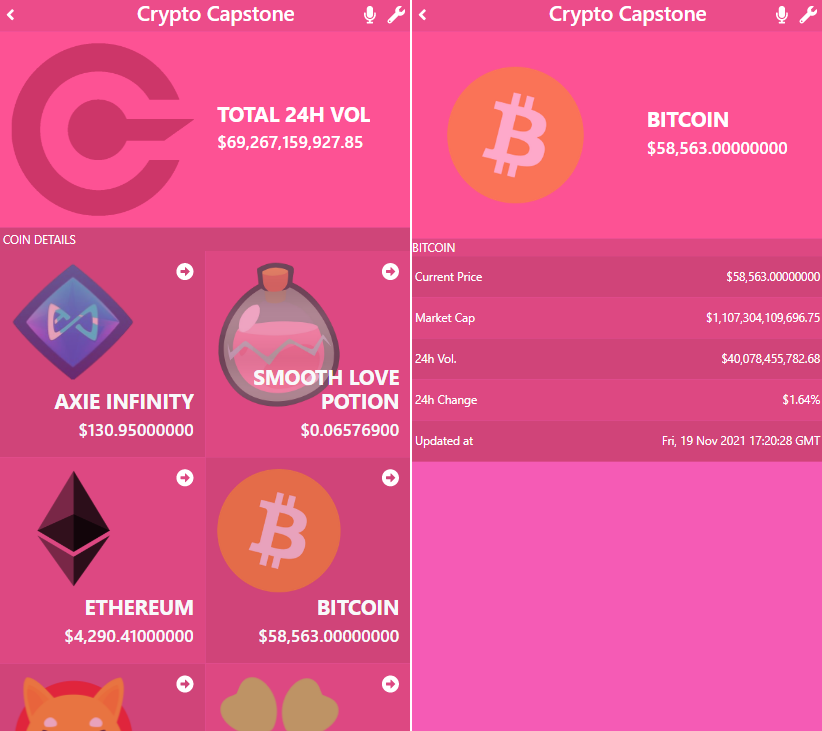 Crypto Capstone
TOTAL 24H VOL
$69,267,159,927.85
COIN DETAILS
AXIE INFINITY
$130.95000000
SMOOTH LOVE
POTION
$0.06576900
ETHEREUM
$4,290.41000000
BITCOIN
$58,563.00000000
Crypto Capstone
BITCOIN
$58,563.00000000
BITCOIN
Current Price $58,563.00000000
Market Cap $1,107,304,109,696.75
24h Vol. $40,078,455,782.68
24h Change $1.64%
Updated at Fri, 19 Nov 2021 17:20:28 GMT